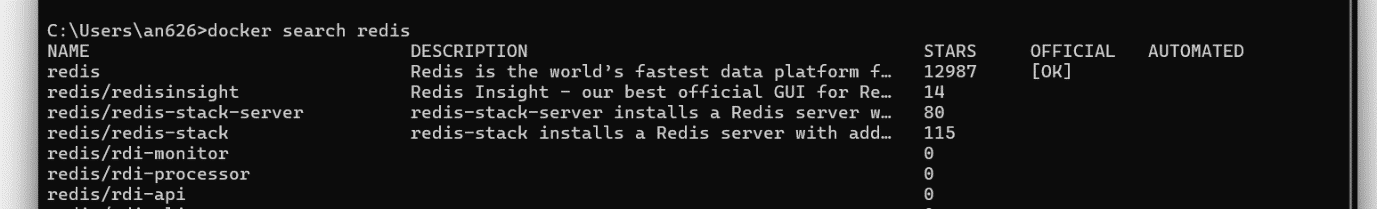 C:\Users\an626>docker search redis
NAME DESCRIPTION STARS OFFICIAL AUTOMATED
redis Redis is the world’s fastest data platform f… 12987 [OK]
redis/redisinsight Redis Insight - our best official GUI for Re… 14
redis/redis-stack-server redis-stack-server installs a Redis server w… 80
redis/redis-stack redis-stack installs a Redis server with add… 115
redis/rdi-monitor 0
redis/rdi-processor 0
redis/rdi-api 0